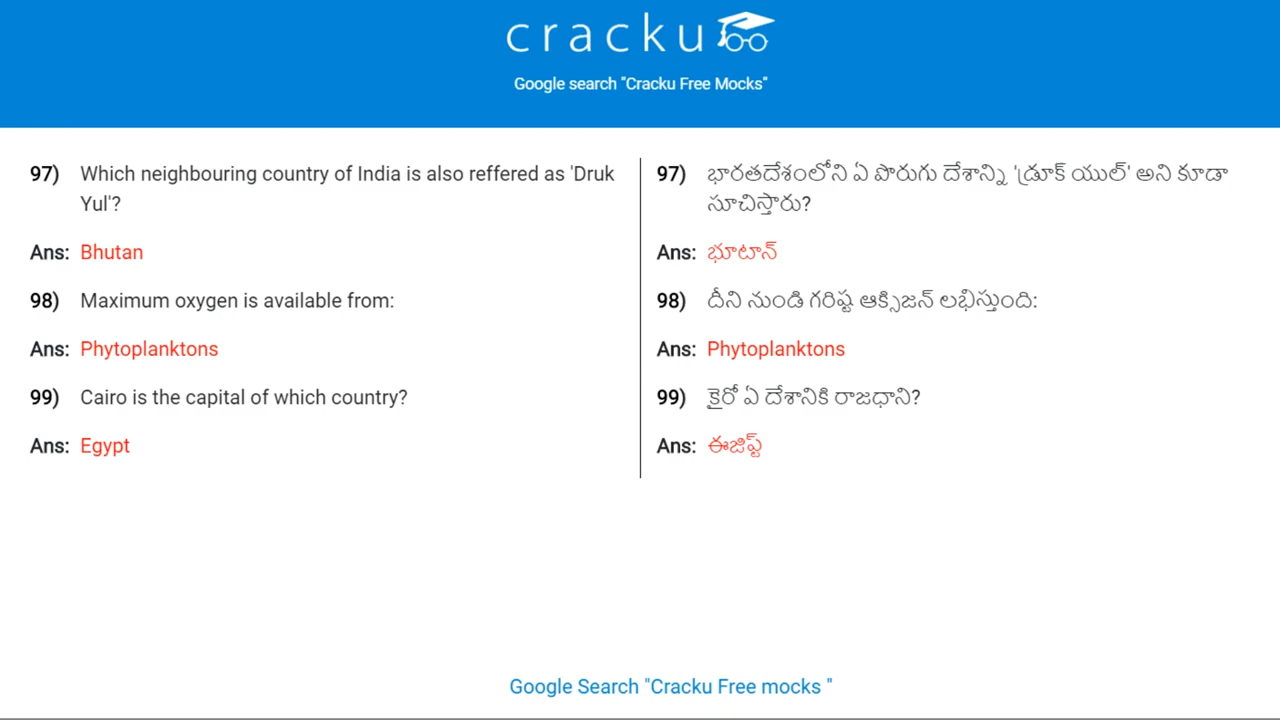 cracku
Google search "Cracku Free Mocks"
97) Which neighbouring country of India is also reffered as 'Druk
Yul'?
Ans: Bhutan
98) Maximum oxygen is available from:
Ans: Phytoplanktons
99) Cairo is the capital of which country?
Ans: Egypt
97) భారతదేశంలోని ఏ పొరుగు దేశాన్ని 'డ్రూక్ యుల్' అని కూడా
సూచిస్తారు?
Ans: భూటాన్
98) దీని నుండి గరిష్ట ఆక్సిజన్ లభిస్తుంది:
Ans: Phytoplanktons
99) కైరో ఏ దేశానికి రాజధాని?
Ans: ఈజిప్ట్
Google Search "Cracku Free mocks "